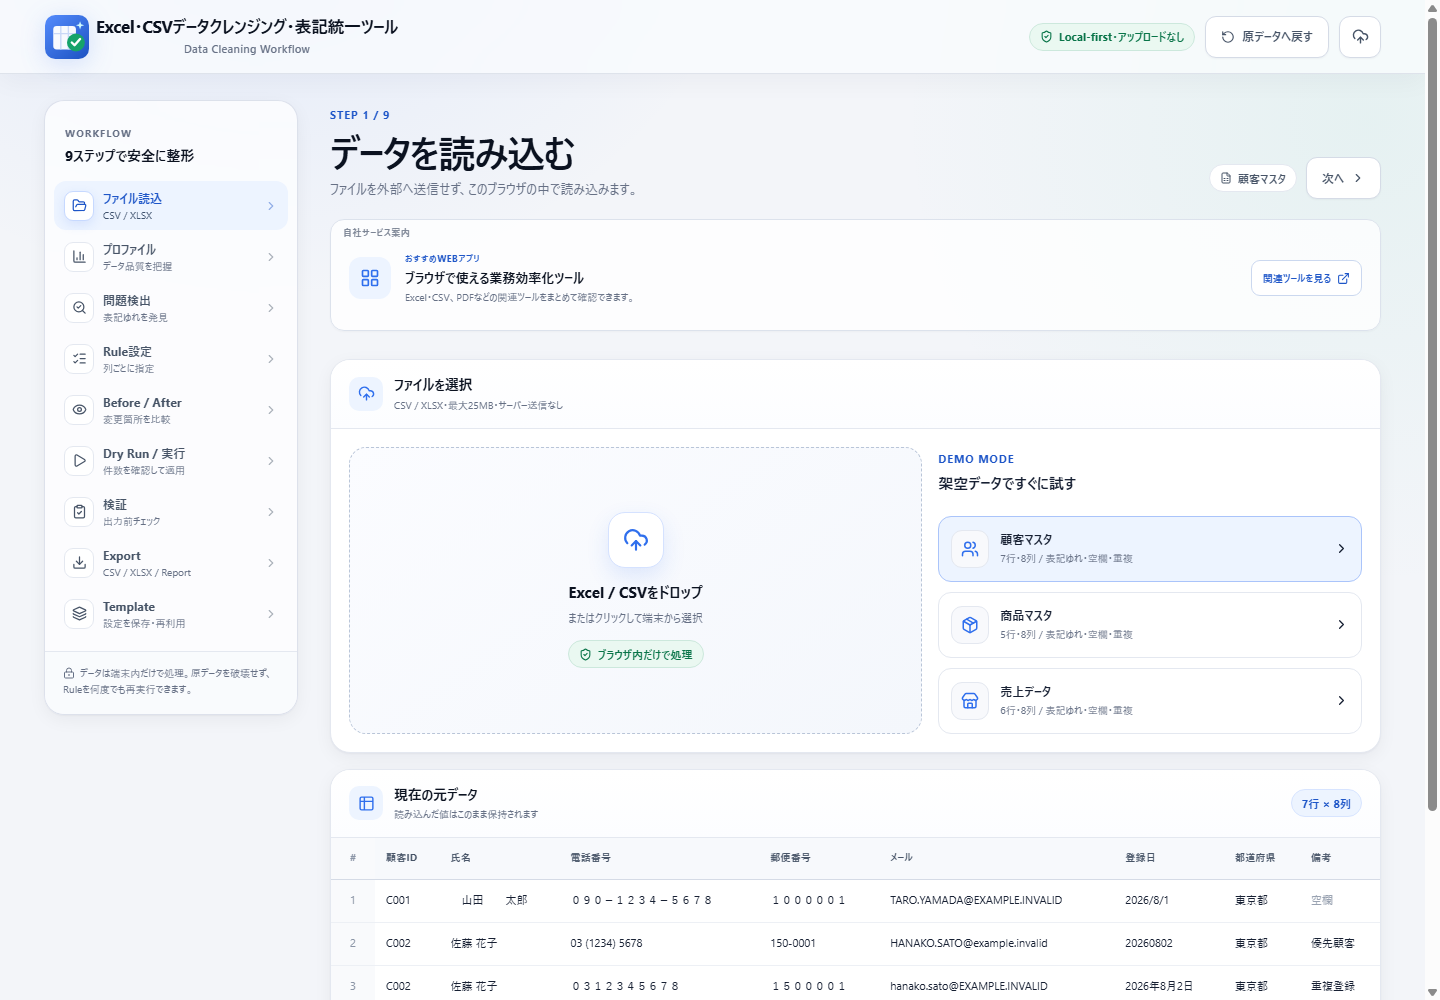 Excel・CSVデータクレンジング・表記統一ツール
Data Cleaning Workflow
Local-first・アップロードなし
原データへ戻す
WORKFLOW
9ステップで安全に整形
ファイル読込
CSV / XLSX
プロファイル
データ品質を把握
問題検出
表記ゆれを発見
Rule設定
列ごとに指定
Before / After
変更箇所を比較
Dry Run / 実行
件数を確認して適用
検証
出力前チェック
Export
CSV / XLSX / Report
Template
設定を保存・再利用
データは端末内だけで処理。原データを破壊せず、
Ruleを何度でも再実行できます。
STEP 1 / 9
データを読み込む
ファイルを外部へ送信せず、このブラウザの中で読み込みます。
顧客マスタ
次へ
自社サービス案内
おすすめWEBアプリ
ブラウザで使える業務効率化ツール
Excel・CSV、PDFなどの関連ツールをまとめて確認できます。
関連ツールを見る
ファイルを選択
CSV / XLSX・最大25MB・サーバー送信なし
Excel / CSVをドロップ
またはクリックして端末から選択
ブラウザ内だけで処理
DEMO MODE
架空データですぐに試す
顧客マスタ
7行・8列 / 表記ゆれ・空欄・重複
商品マスタ
5行・8列 / 表記ゆれ・空欄・重複
売上データ
6行・8列 / 表記ゆれ・空欄・重複
現在の元データ
読み込んだ値はこのまま保持されます
7行 × 8列
# 顧客ID 氏名 電話番号 郵便番号 メール 登録日 都道府県 備考
1 C001 　山田　　太郎 ０９０－１２３４－５６７８ １００００００１ TARO.YAMADA@EXAMPLE.INVALID 2026/8/1 東京都 空欄
2 C002 佐藤 花子 03 (1234) 5678 150-0001 HANAKO.SATO@example.invalid 20260802 東京都 優先顧客
3 C002 佐藤 花子 ０３１２３４５６７８ １５００００１ hanako.sato@EXAMPLE.INVALID 2026年8月2日 東京都 重複登録